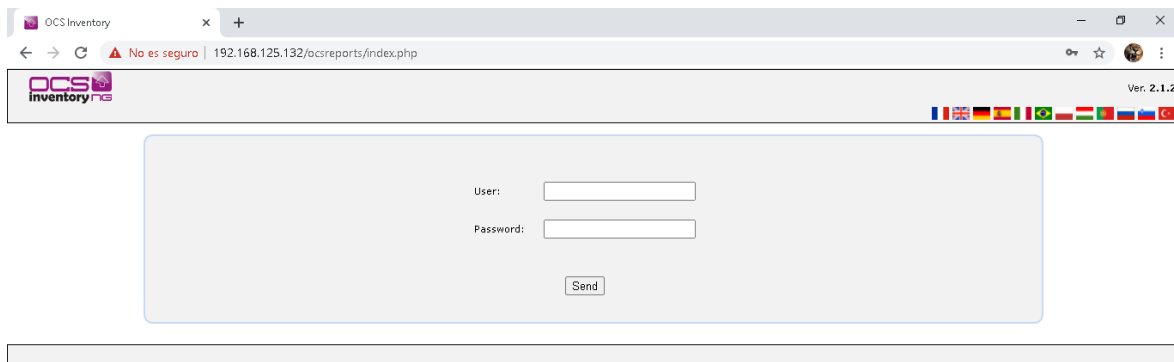 OCS Inventory
No es seguro | 192.168.125.132/ocsreports/index.php
OCS
inventory NG
Ver. 2.1.2
User:
Password:
Send